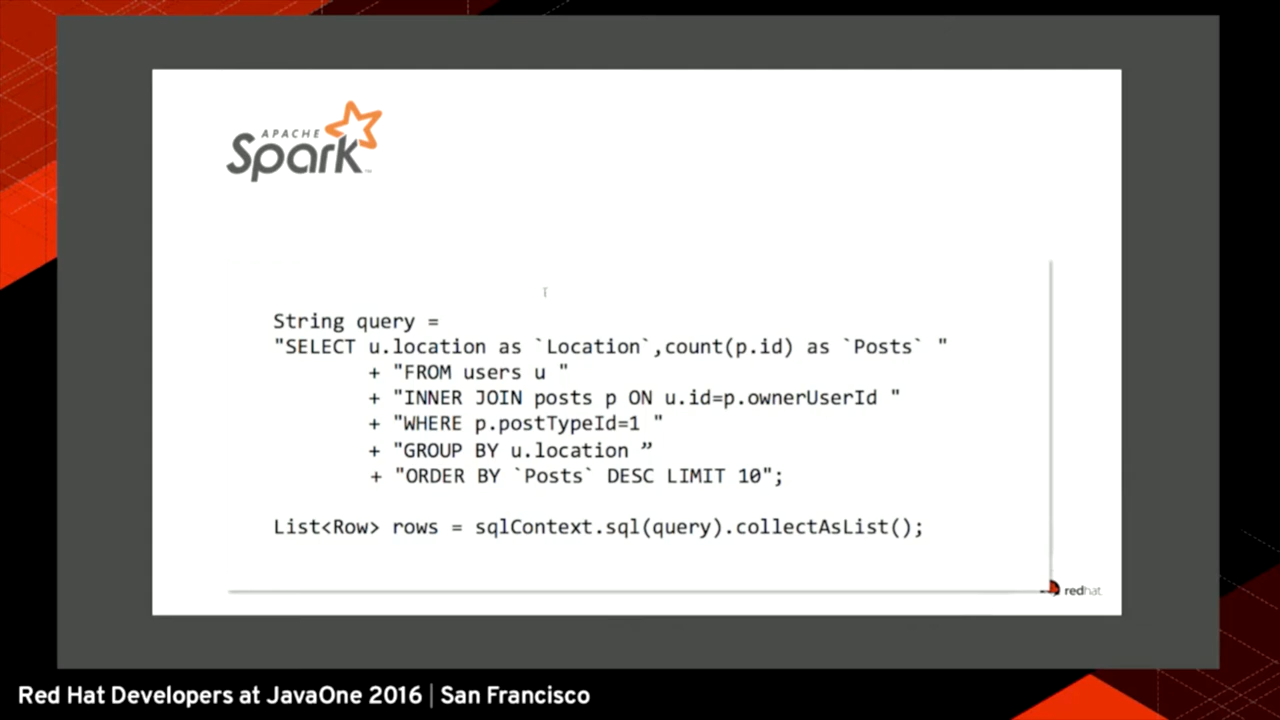 APACHE
Spark™
String query =
"SELECT u.location as `Location`,count(p.id) as `Posts` "
+ "FROM users u "
+ "INNER JOIN posts p ON u.id=p.ownerUserId "
+ "WHERE p.postTypeId=1 "
+ "GROUP BY u.location ”
+ "ORDER BY `Posts` DESC LIMIT 10";
List<Row> rows = sqlContext.sql(query).collectAsList();
redhat.
Red Hat Developers at JavaOne 2016 | San Francisco